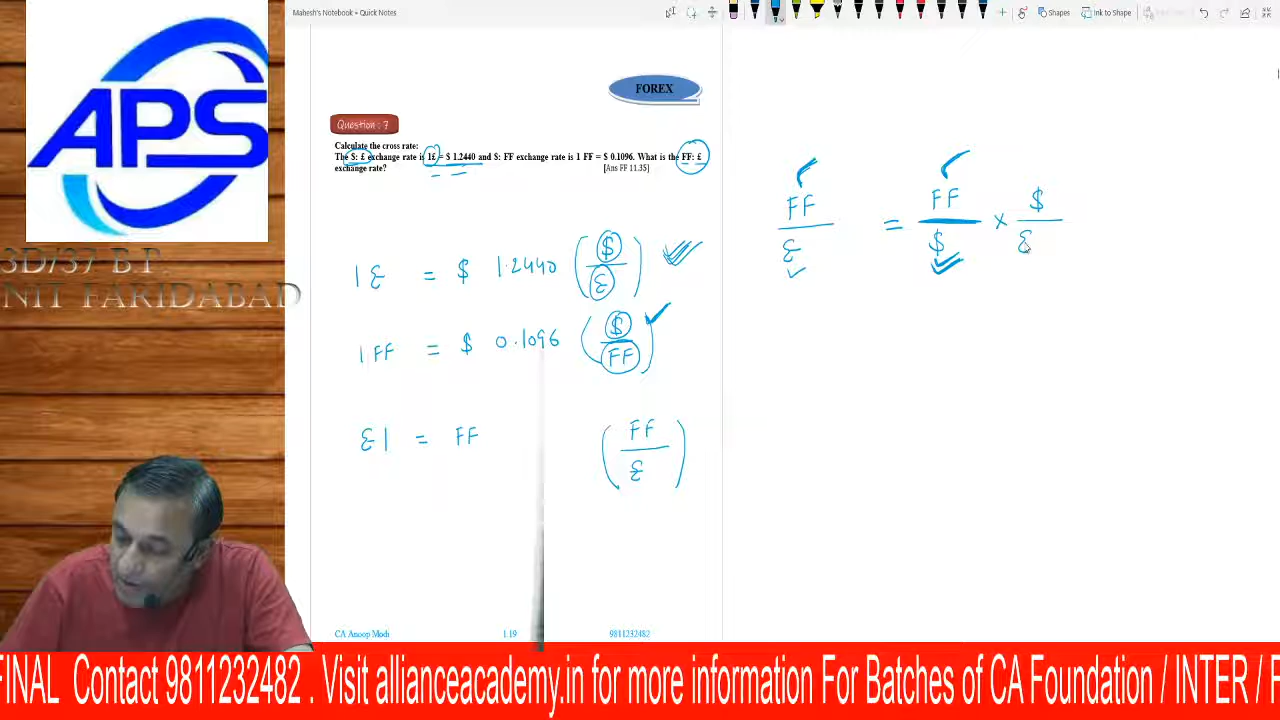 Mahesh's Notebook » Quick Notes
Shapes
Ink to Shape
APS
3D/37 B.P.
NIT FARIDABAD
FOREX
Question : 7
Calculate the cross rate:
The $: £ exchange rate is 1£ = $ 1.2440 and $: FF exchange rate is 1 FF = $ 0.1096. What is the FF: £
exchange rate? [Ans FF 11.35]
1 £ = $ 1.2440 ($/£)
1 FF = $ 0.1096 ($/FF)
£ 1 = FF (FF/£)
FF/£ = FF/$ × $/£
CA Anoop Modi 1.19 9811232482
FINAL Contact 9811232482 . Visit allianceacademy.in for more information For Batches of CA Foundation / INTER / F